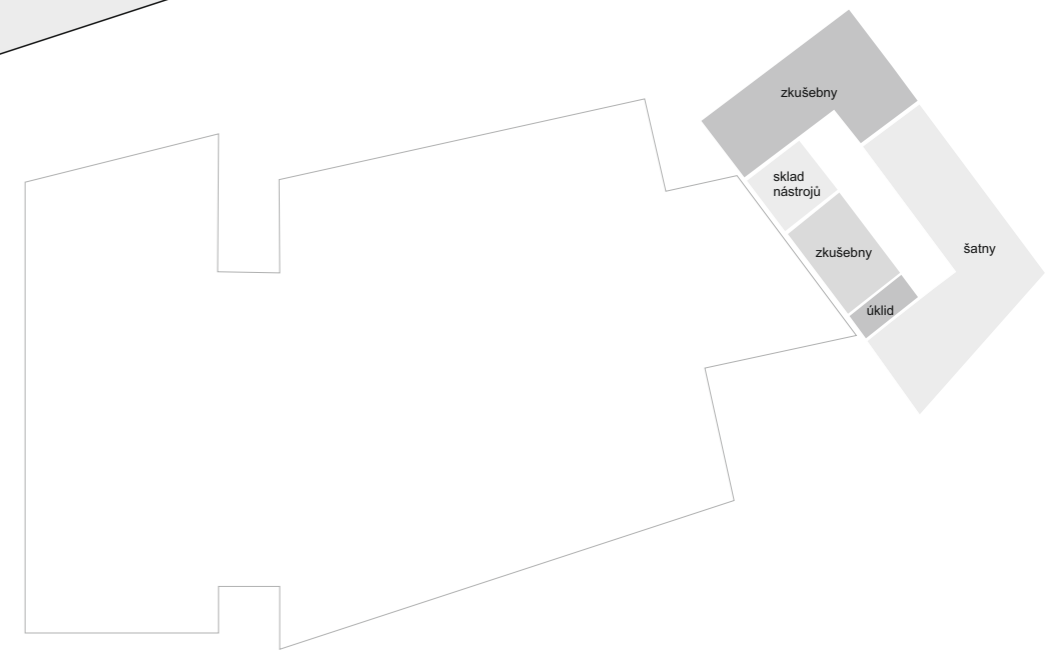 zkušebny
sklad
nástrojů
zkušebny
šatny
úklid